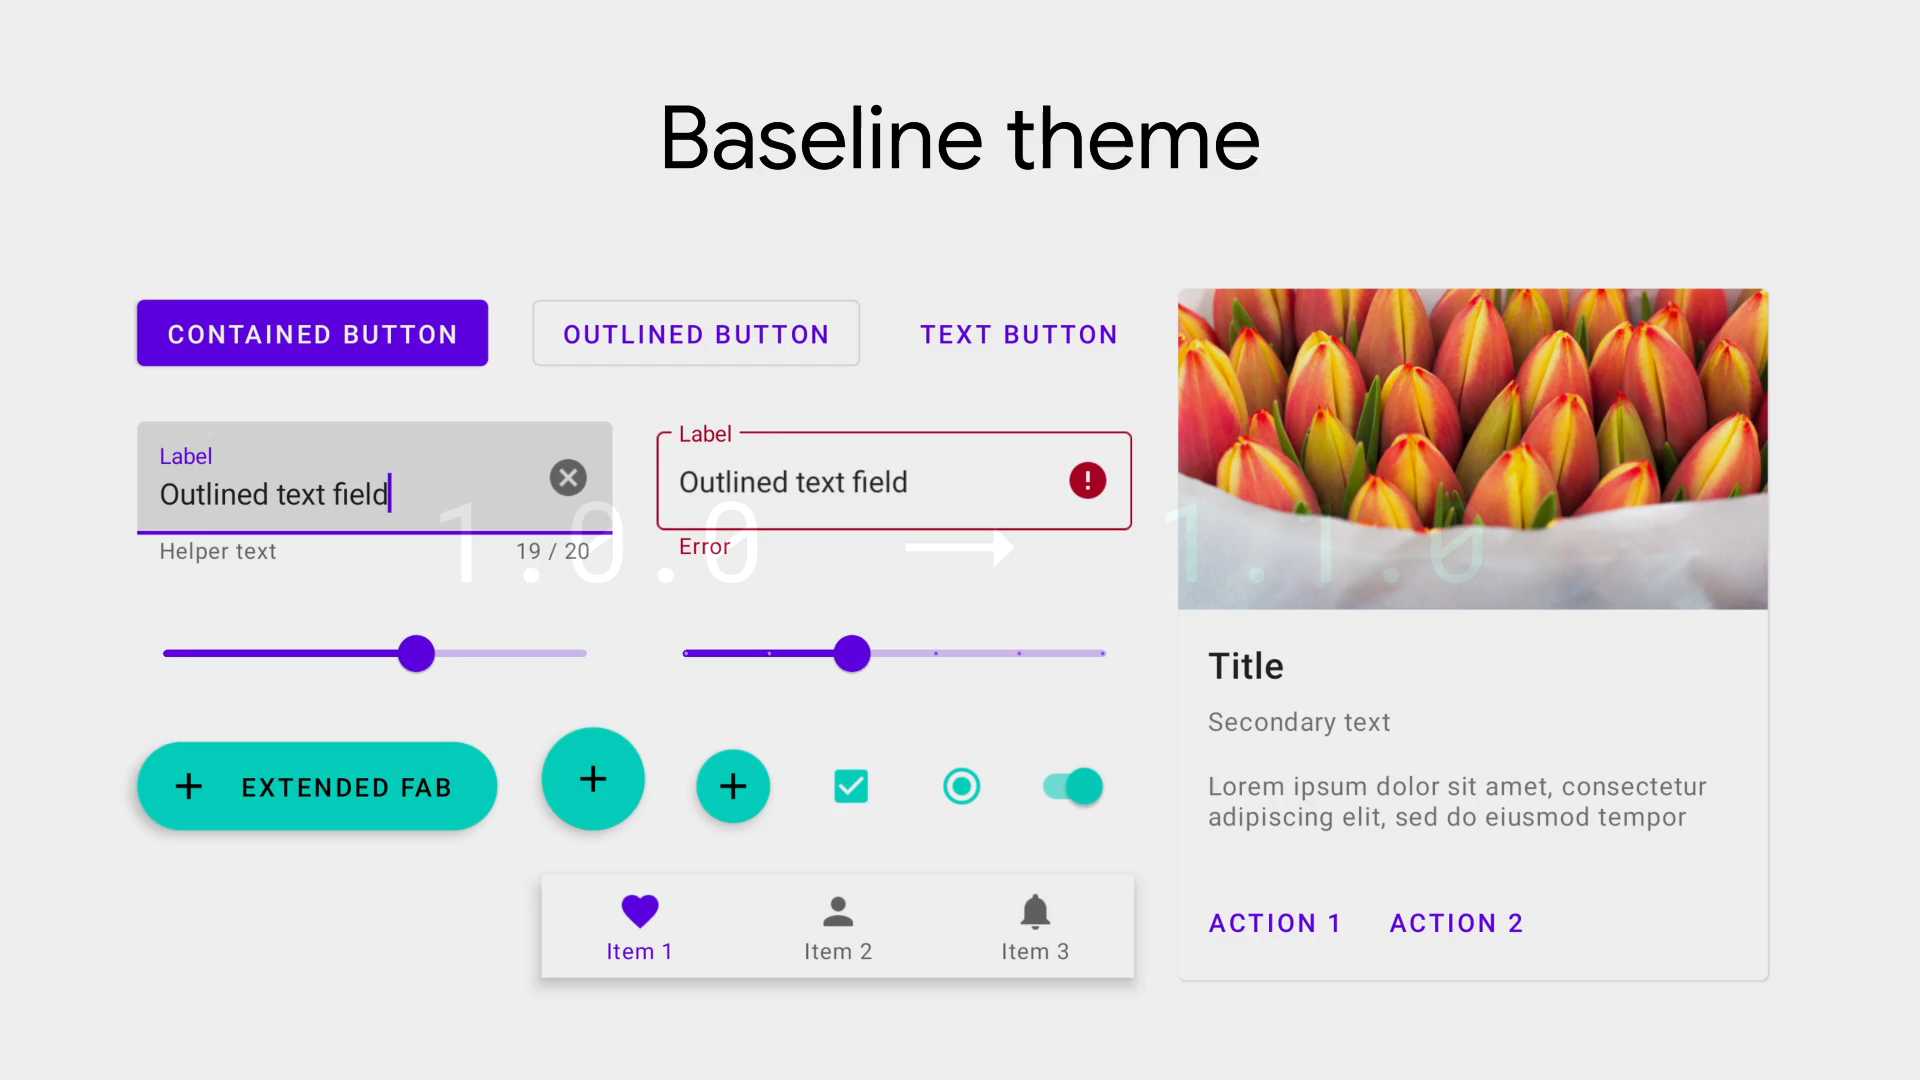 Baseline theme
CONTAINED BUTTON
OUTLINED BUTTON
TEXT BUTTON
Label
Outlined text field
Helper text
19 / 20
Label
Outlined text field
Error
1.0.0 → 1.1.0
EXTENDED FAB
Item 1
Item 2
Item 3
Title
Secondary text
Lorem ipsum dolor sit amet, consectetur
adipiscing elit, sed do eiusmod tempor
ACTION 1
ACTION 2